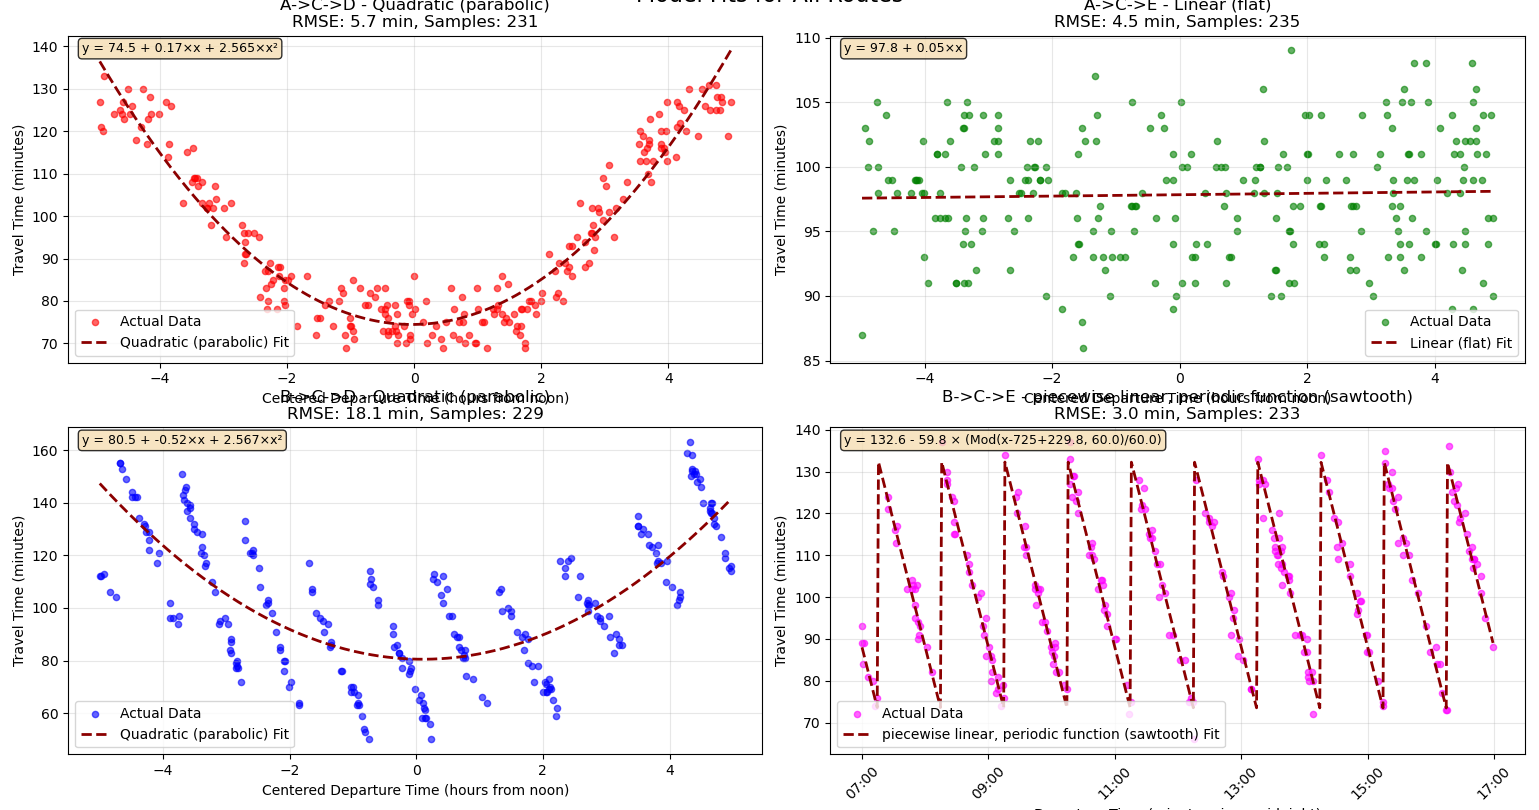 Model Fits for All Routes
A->C->D - Quadratic (parabolic)
RMSE: 5.7 min, Samples: 231
y = 74.5 + 0.17××x + 2.565××x²
Travel Time (minutes)
140
130
120
110
100
90
80
70
Actual Data
Quadratic (parabolic) Fit
−4
−2
0
2
4
Centered Departure Time (hours from noon)
A->C->E - Linear (flat)
RMSE: 4.5 min, Samples: 235
y = 97.8 + 0.05××x
Travel Time (minutes)
110
105
100
95
90
85
Actual Data
Linear (flat) Fit
−4
−2
0
2
4
Centered Departure Time (hours from noon)
B->C->D - Quadratic (parabolic)
RMSE: 18.1 min, Samples: 229
y = 80.5 + -0.52××x + 2.567××x²
Travel Time (minutes)
160
140
120
100
80
60
Actual Data
Quadratic (parabolic) Fit
−4
−2
0
2
4
Centered Departure Time (hours from noon)
B->C->E - piecewise linear, periodic function (sawtooth)
RMSE: 3.0 min, Samples: 233
y = 132.6 - 59.8 × (Mod(x-725+229.8, 60.0)/60.0)
Travel Time (minutes)
140
130
120
110
100
90
80
70
Actual Data
piecewise linear, periodic function (sawtooth) Fit
07:00
09:00
11:00
13:00
15:00
17:00